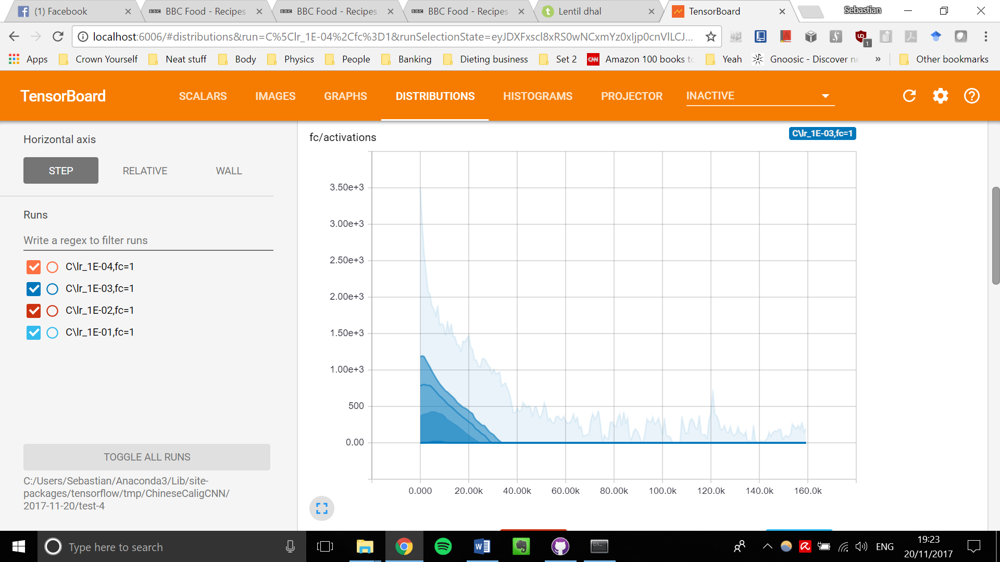 (1) Facebook
BBC BBC Food - Recipes
BBC BBC Food - Recipes
BBC BBC Food - Recipes
t Lentil dhal
TensorBoard
Sebastian
localhost:6006/#distributions&run=C%5Clr_1E-04%2Cfc%3D1&runSelectionState=eyJDXFxscl8xRS0wNCxmYz0xIjp0cnVlLCJ...
1
Apps Crown Yourself Neat stuff Body Physics People Banking Dieting business Set 2 CNN Amazon 100 books to Yeah Gnoosic - Discover ne » Other bookmarks
TensorBoard
SCALARS IMAGES GRAPHS DISTRIBUTIONS HISTOGRAMS PROJECTOR INACTIVE
Horizontal axis
STEP RELATIVE WALL
Runs
Write a regex to filter runs
C\lr_1E-04,fc=1
C\lr_1E-03,fc=1
C\lr_1E-02,fc=1
C\lr_1E-01,fc=1
TOGGLE ALL RUNS
C:/Users/Sebastian/Anaconda3/Lib/site-
packages/tensorflow/tmp/ChineseCaligCNN/
2017-11-20/test-4
fc/activations
C\lr_1E-03,fc=1
3.50e+3
3.00e+3
2.50e+3
2.00e+3
1.50e+3
1.00e+3
500
0.00
0.000 20.00k 40.00k 60.00k 80.00k 100.0k 120.0k 140.0k 160.0k
Type here to search
ENG
19:23
20/11/2017